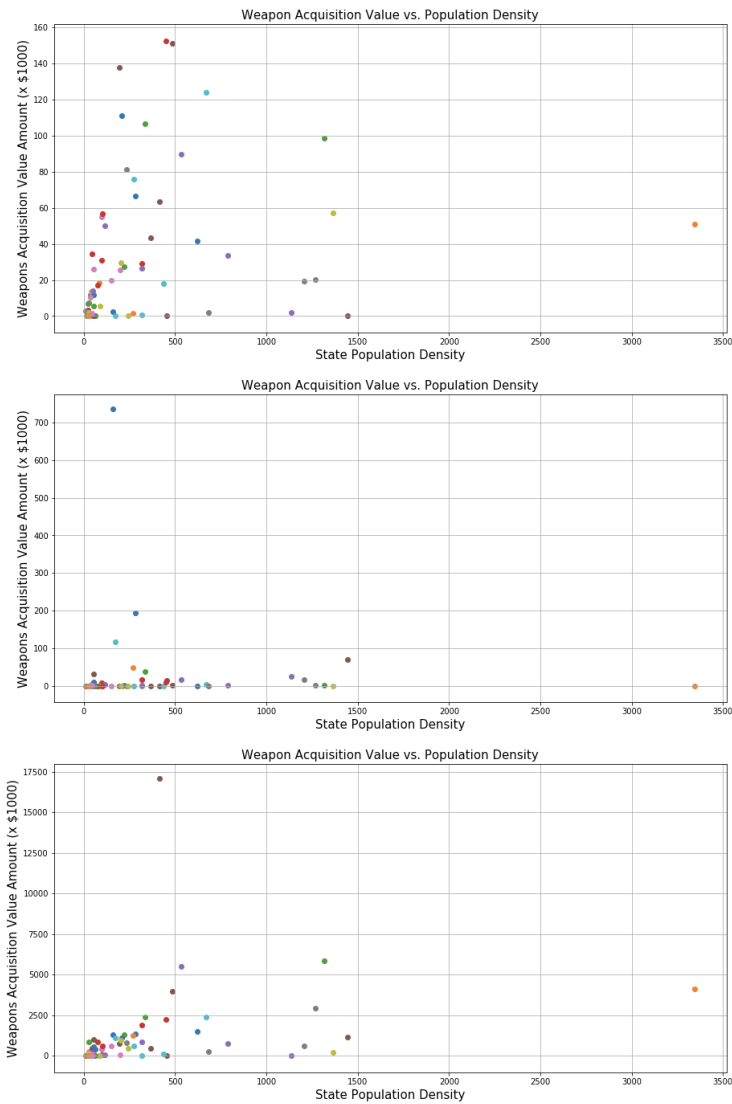 Weapon Acquisition Value vs. Population Density
160
140
120
100
80
60
40
20
0
Weapons Acquisition Value Amount (x $1000)
0 500 1000 1500 2000 2500 3000 3500
State Population Density
Weapon Acquisition Value vs. Population Density
700
600
500
400
300
200
100
0
Weapons Acquisition Value Amount (x $1000)
0 500 1000 1500 2000 2500 3000 3500
State Population Density
Weapon Acquisition Value vs. Population Density
17500
15000
12500
10000
7500
5000
2500
0
Weapons Acquisition Value Amount (x $1000)
0 500 1000 1500 2000 2500 3000 3500
State Population Density